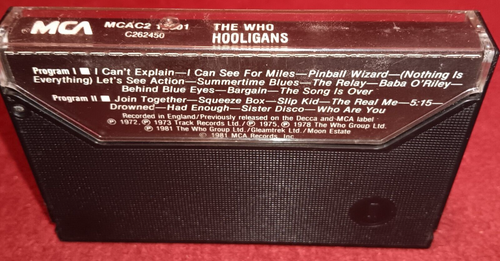 MCA MCAC2 THE WHO
C262450 HOOLIGANS
Program I ■ I Can't Explain—I Can See For Miles—Pinball Wizard—(Nothing Is
Everything) Let's See Action—Summertime Blues—The Relay—Baba O'Riley—
Behind Blue Eyes—Bargain—The Song Is Over
Program II ■ Join Together—Squeeze Box—Slip Kid—The Real Me—5:15—
Drowned—Had Enough—Sister Disco—Who Are You
Recorded in England/Previously released on the Decca and MCA label
℗ 1972, ℗ 1973 Track Records Ltd./℗ 1975, ℗ 1978 The Who Group Ltd.
℗ 1981 The Who Group Ltd./Gleamtrek Ltd./Moon Estate
© 1981 MCA Records, Inc.